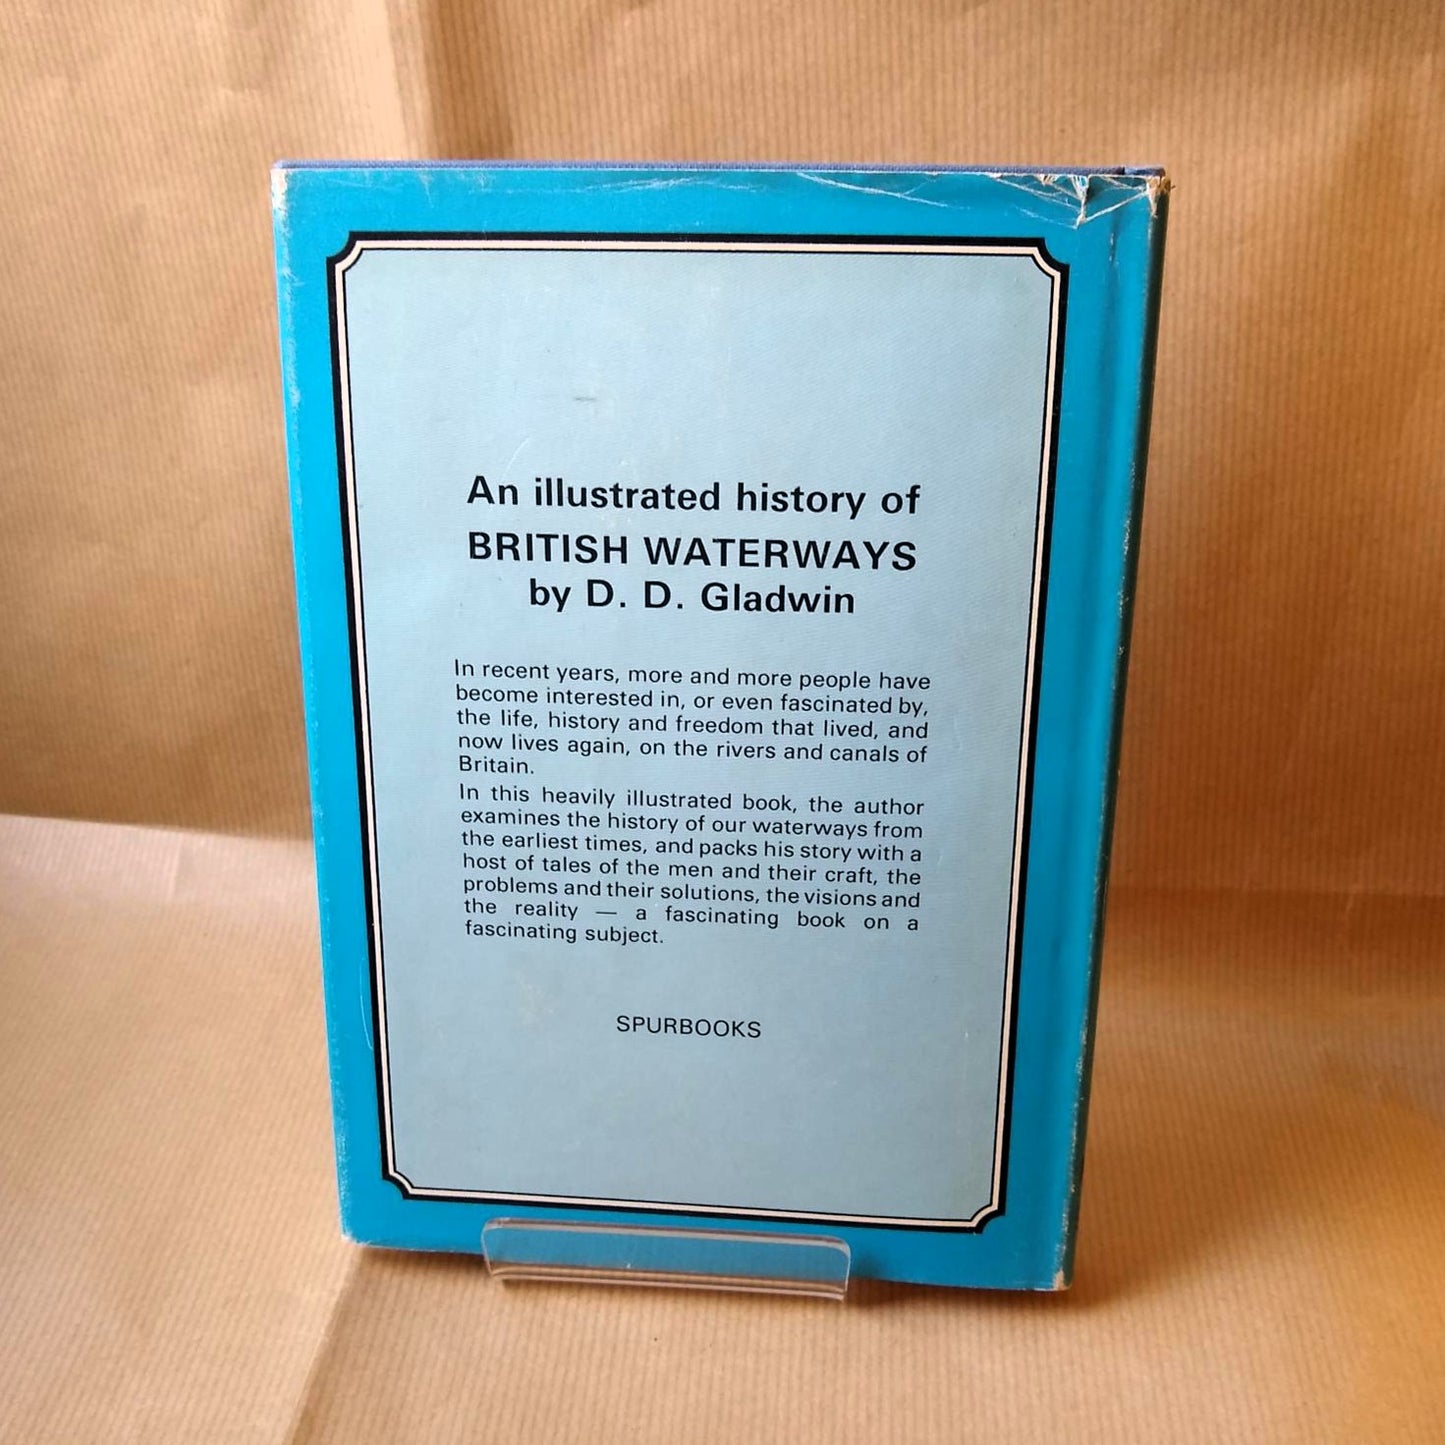 An illustrated history of
BRITISH WATERWAYS
by D. D. Gladwin
In recent years, more and more people have
become interested in, or even fascinated by,
the life, history and freedom that lived, and
now lives again, on the rivers and canals of
Britain.
In this heavily illustrated book, the author
examines the history of our waterways from
the earliest times, and packs his story with a
host of tales of the men and their craft, the
problems and their solutions, the visions and
the reality — a fascinating book on a
fascinating subject.
SPURBOOKS